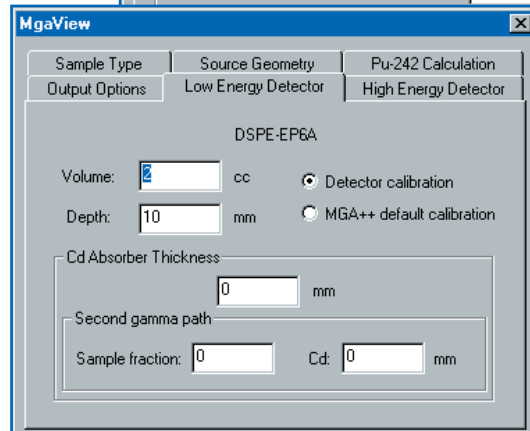 MgaView
Sample Type Source Geometry Pu-242 Calculation
Output Options Low Energy Detector High Energy Detector
DSPE-EP6A
Volume: 2 cc Detector calibration
Depth: 10 mm MGA++ default calibration
Cd Absorber Thickness
0 mm
Second gamma path
Sample fraction: 0 Cd: 0 mm